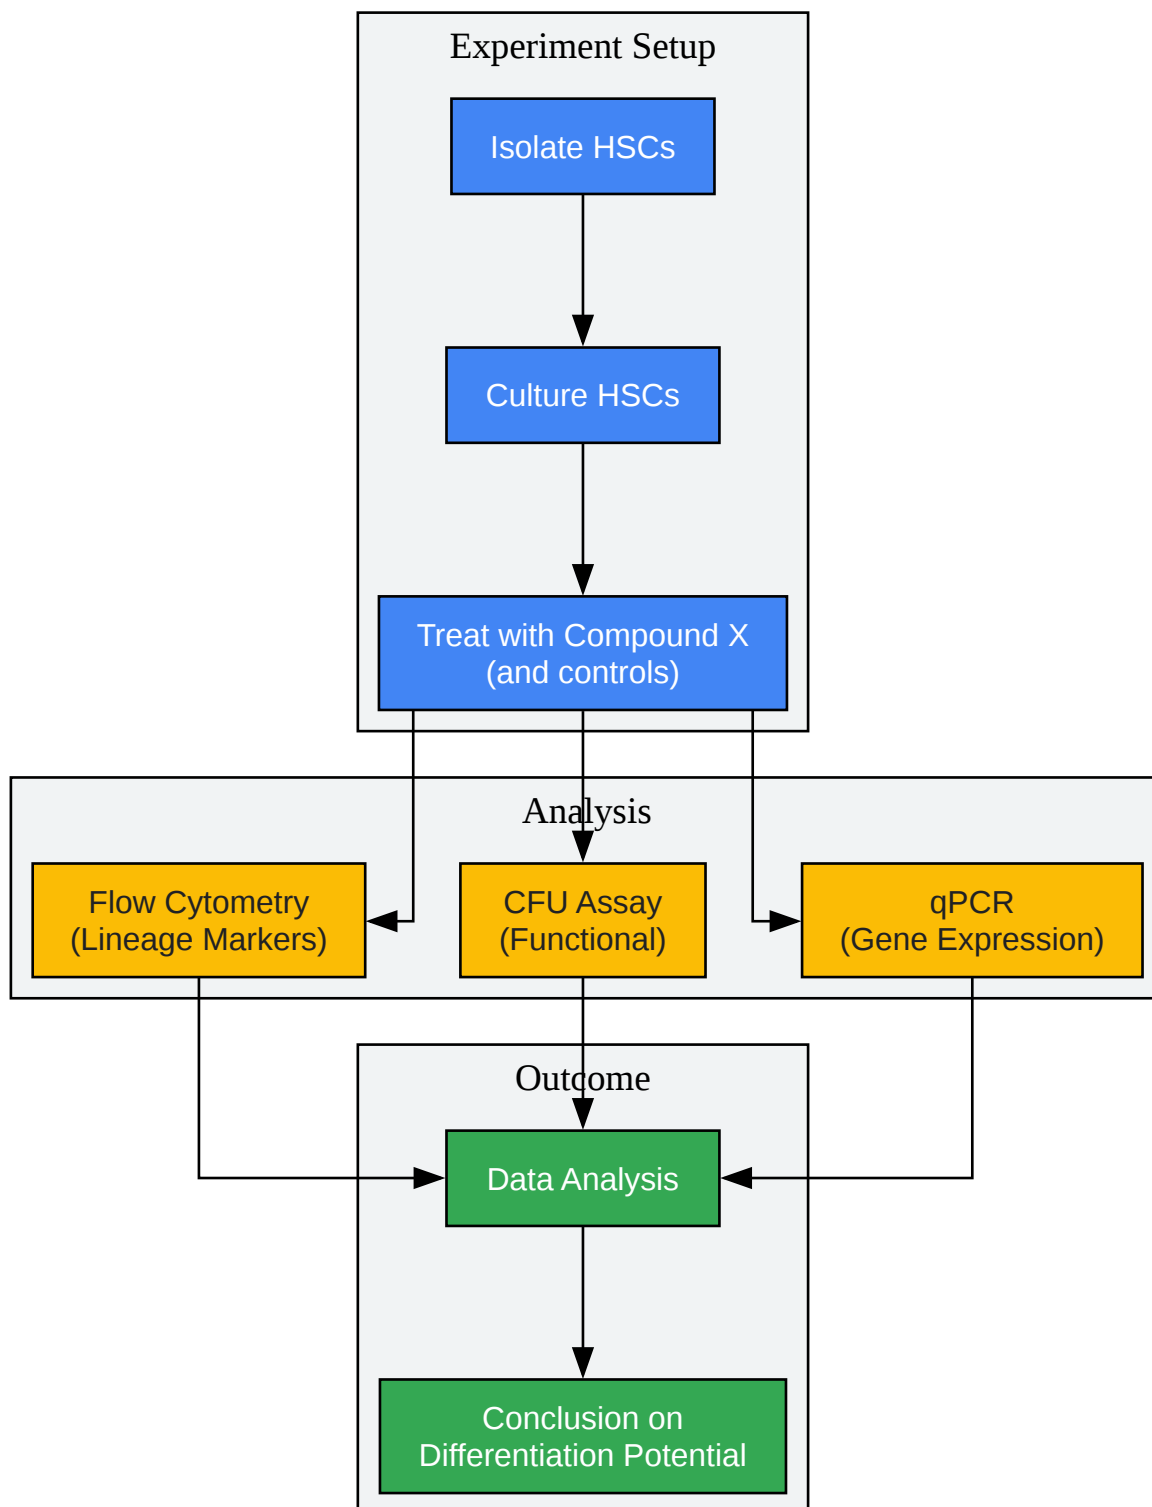 Experiment Setup
Isolate HSCs
Culture HSCs
Treat with Compound X
(and controls)
Analysis
Flow Cytometry
(Lineage Markers)
CFU Assay
(Functional)
qPCR
(Gene Expression)
Outcome
Data Analysis
Conclusion on
Differentiation Potential